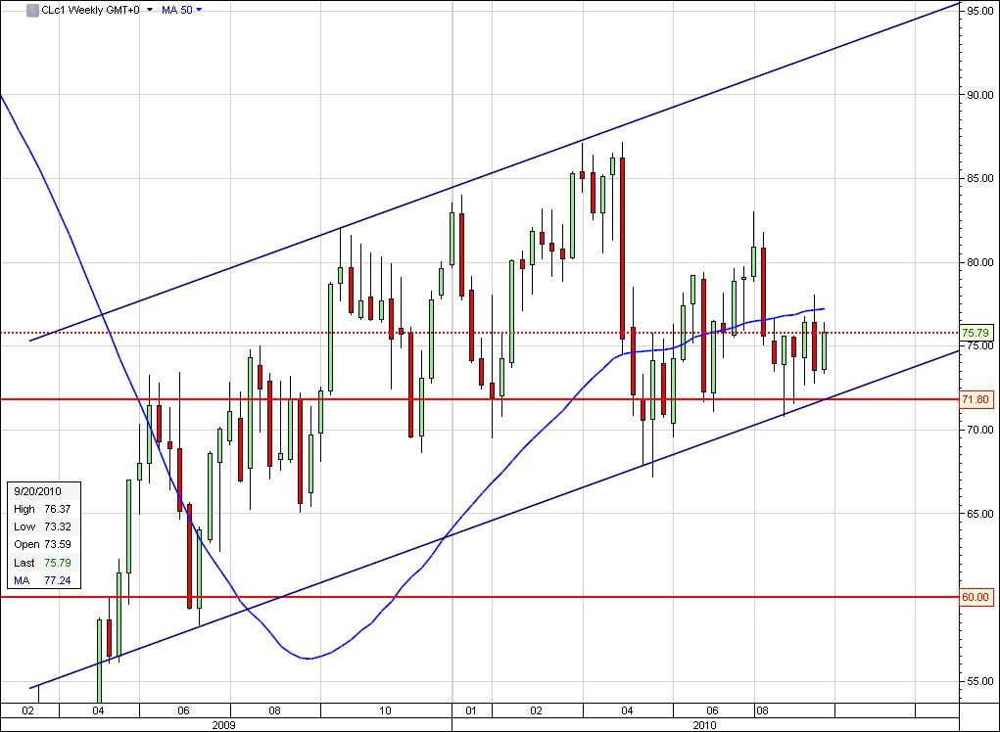 CLc1 Weekly GMT+0 MA 50
95.00
90.00
85.00
80.00
75.79
75.00
71.80
70.00
65.00
60.00
55.00
9/20/2010
High 76.37
Low 73.32
Open 73.59
Last 75.79
MA 77.24
02 04 06 08 10 01 02 04 06 08
2009 2010